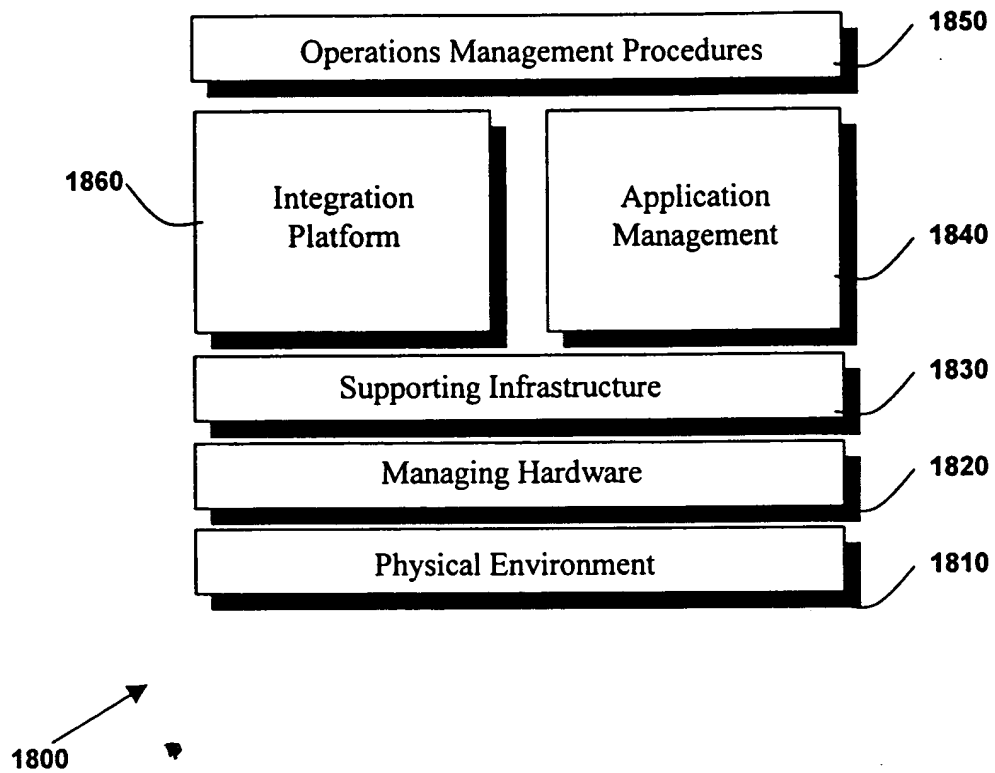 Operations Management Procedures
1850
1860
Integration
Platform
Application
Management
1840
Supporting Infrastructure
1830
Managing Hardware
1820
Physical Environment
1810
1800